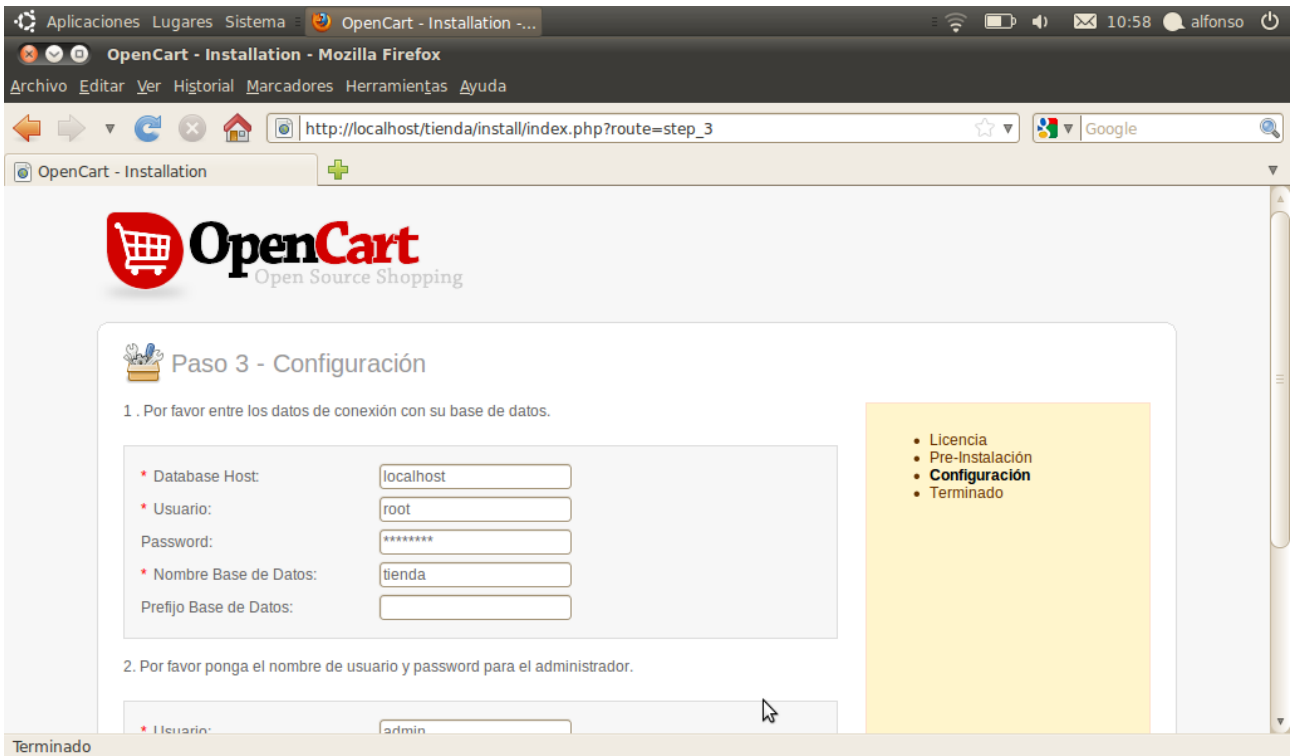 Aplicaciones Lugares Sistema OpenCart - Installation -... 10:58 alfonso
OpenCart - Installation - Mozilla Firefox
Archivo Editar Ver Historial Marcadores Herramientas Ayuda
http://localhost/tienda/install/index.php?route=step_3 Google
OpenCart - Installation
OpenCart
Open Source Shopping
Paso 3 - Configuración
1 . Por favor entre los datos de conexión con su base de datos.
* Database Host: localhost
* Usuario: root
Password: ********
* Nombre Base de Datos: tienda
Prefijo Base de Datos:
2. Por favor ponga el nombre de usuario y password para el administrador.
* Usuario: admin
• Licencia
• Pre-Instalación
• Configuración
• Terminado
Terminado